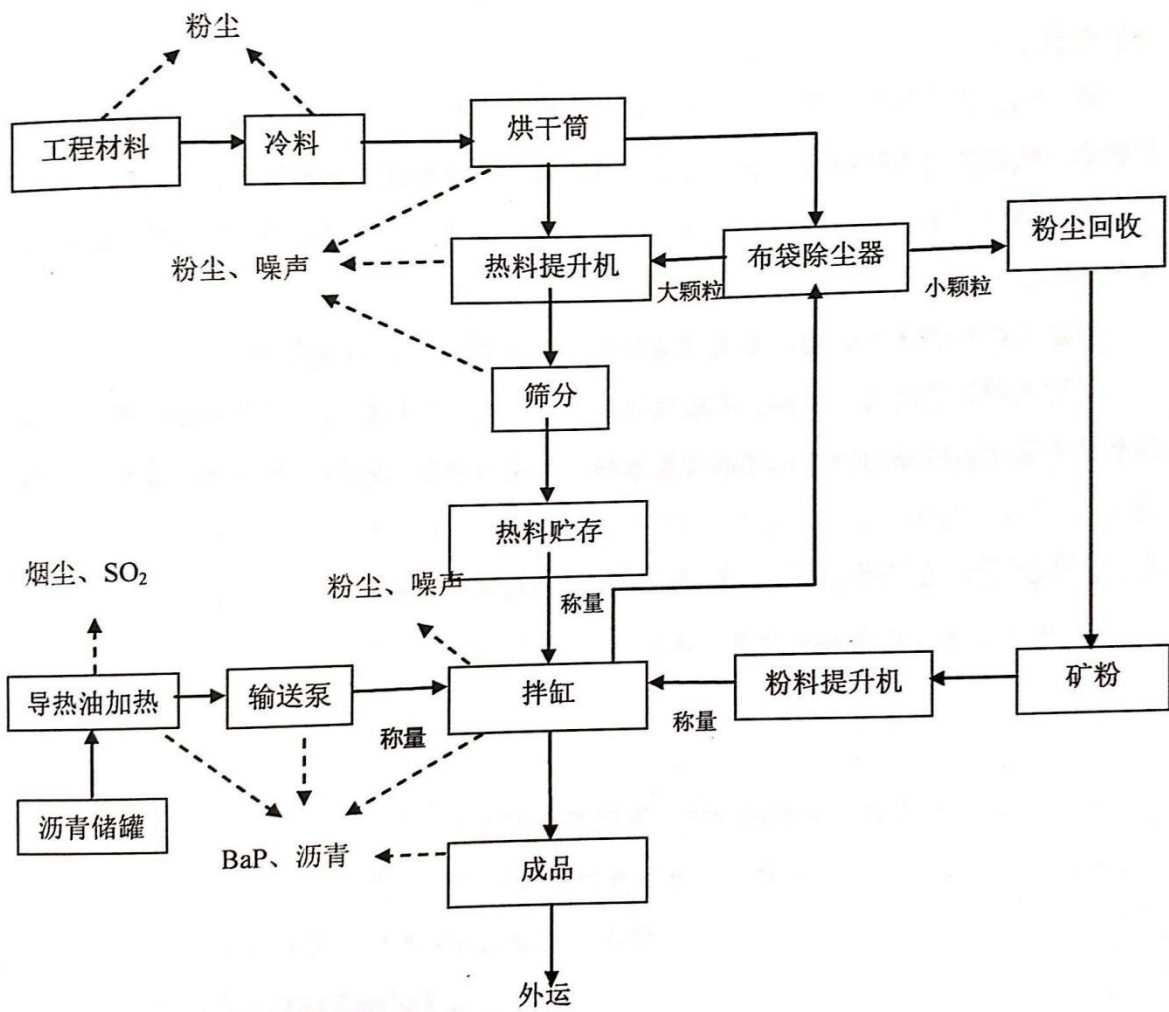 粉尘
工程材料
冷料
烘干筒
粉尘、噪声
热料提升机
布袋除尘器
粉尘回收
大颗粒
小颗粒
筛分
热料贮存
烟尘、SO₂
粉尘、噪声
称量
导热油加热
输送泵
拌缸
粉料提升机
矿粉
称量
称量
沥青储罐
BaP、沥青
成品
外运